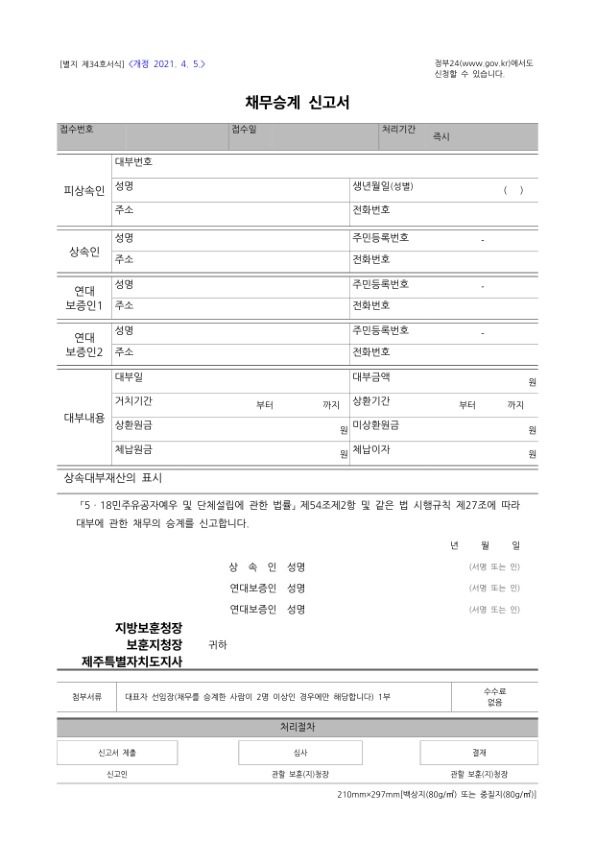 [별지 제34호서식] <개정 2021. 4. 5.>
정부24(www.gov.kr)에서도
신청할 수 있습니다.
채무승계 신고서
접수번호 접수일 처리기간 즉시
피상속인
대부번호
성명 생년월일(성별) ( )
주소 전화번호
상속인
성명 주민등록번호 -
주소 전화번호
연대
보증인1
성명 주민등록번호 -
주소 전화번호
연대
보증인2
성명 주민등록번호 -
주소 전화번호
대부내용
대부일 대부금액 원
거치기간 부터 까지 상환기간 부터 까지
상환원금 원 미상환원금 원
체납원금 원 체납이자 원
상속대부재산의 표시
「5ㆍ18민주유공자예우 및 단체설립에 관한 법률」 제54조제2항 및 같은 법 시행규칙 제27조에 따라
대부에 관한 채무의 승계를 신고합니다.
년 월 일
상 속 인 성명 (서명 또는 인)
연대보증인 성명 (서명 또는 인)
연대보증인 성명 (서명 또는 인)
지방보훈청장
보훈지청장 귀하
제주특별자치도지사
첨부서류 대표자 선임장(채무를 승계한 사람이 2명 이상인 경우에만 해당합니다) 1부
수수료
없음
처리절차
신고서 제출 심사 결재
신고인 관할 보훈(지)청장 관할 보훈(지)청장
210mm×297mm[백상지(80g/㎡) 또는 중질지(80g/㎡)]